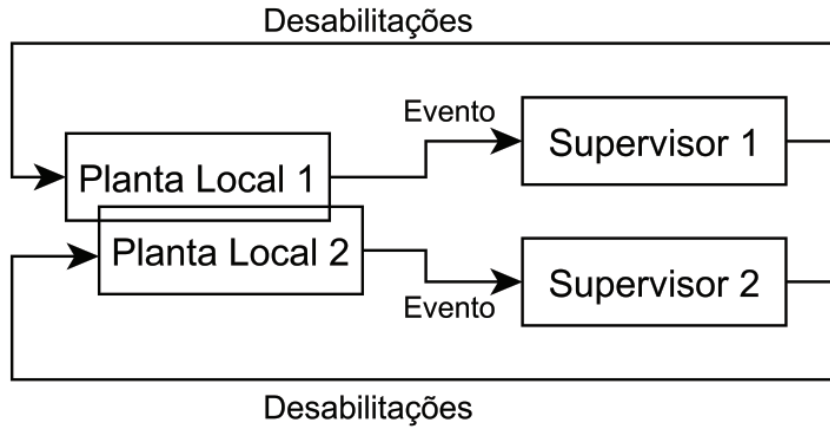 Desabilitações
Evento
Supervisor 1
Planta Local 1
Planta Local 2
Supervisor 2
Evento
Desabilitações